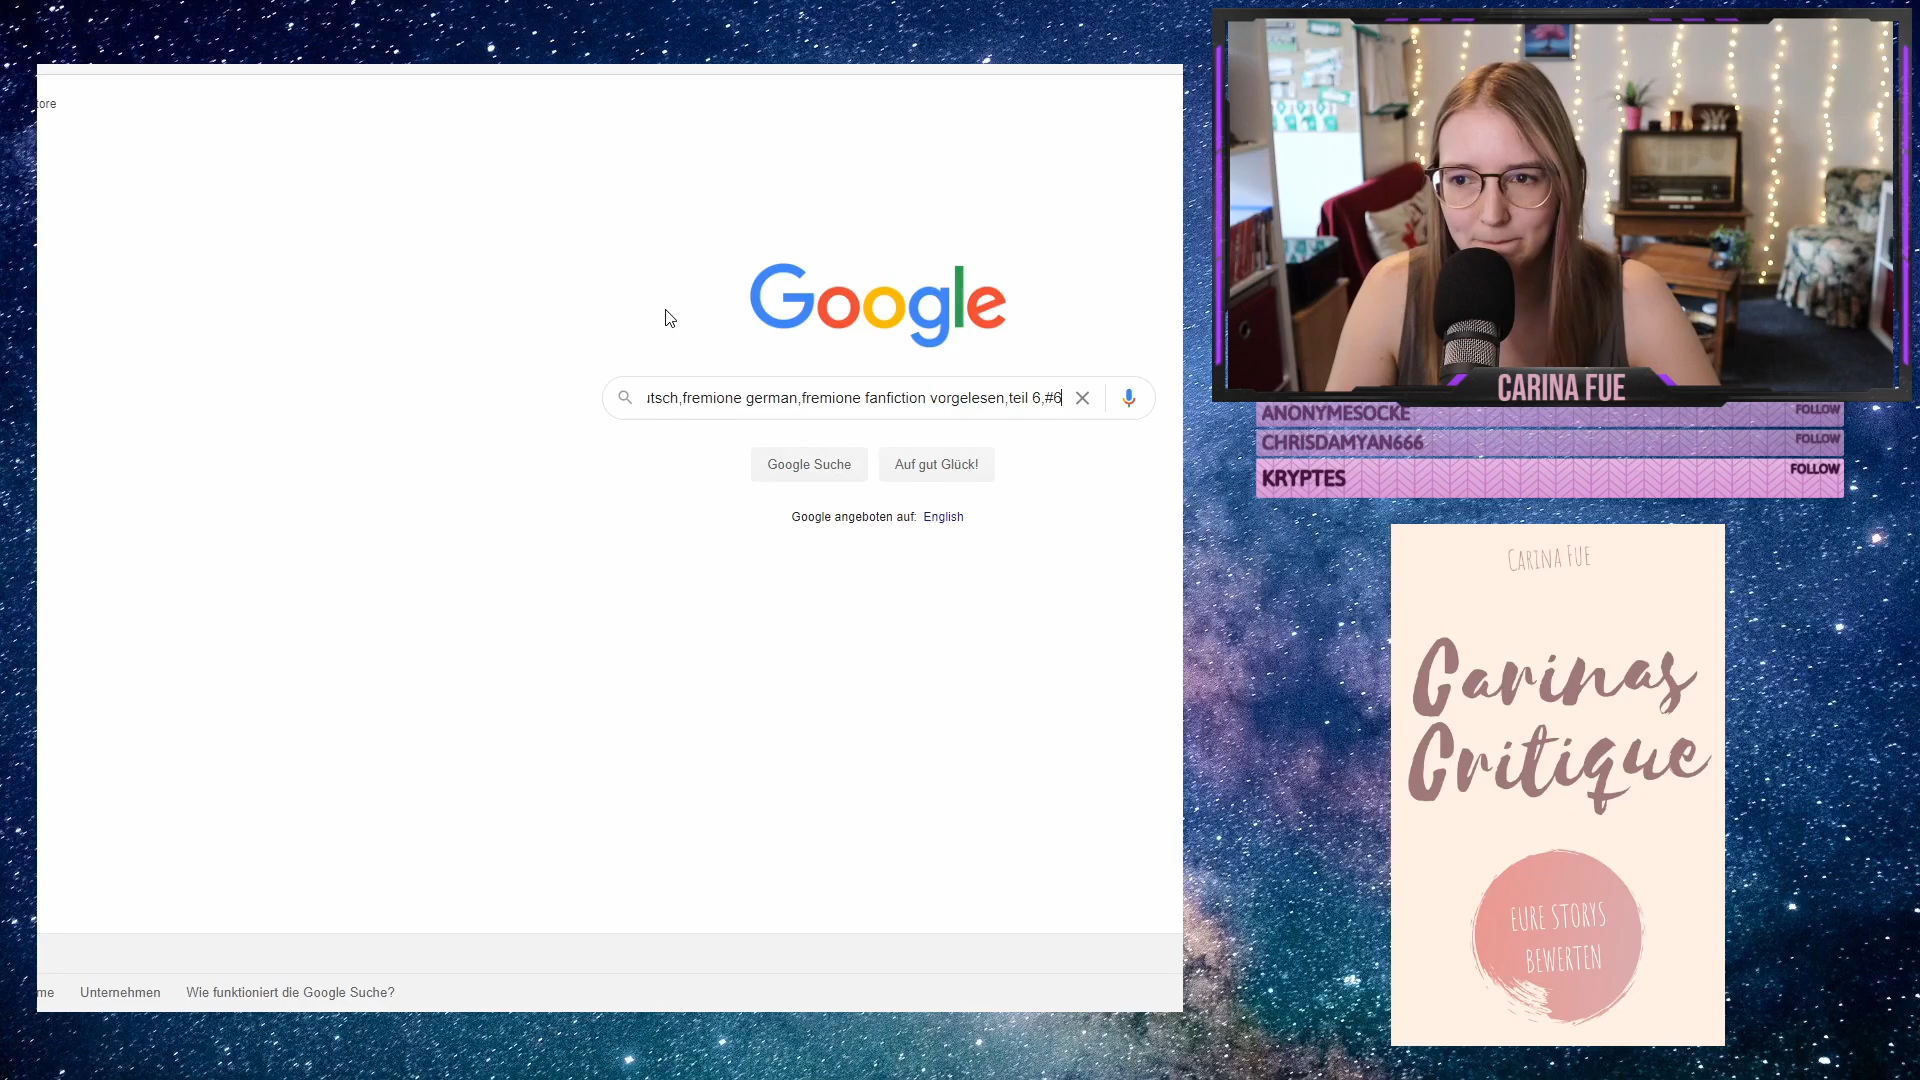 tore
Google
utsch,fremione german,fremione fanfiction vorgelesen,teil 6,#6
Google Suche
Auf gut Glück!
Google angeboten auf: English
me
Unternehmen
Wie funktioniert die Google Suche?
CARINA FUE
ANONYMESOCKE
FOLLOW
CHRISDAMYAN666
FOLLOW
KRYPTES
FOLLOW
CARINA FUE
Carinas
Critique
EURE STORYS
BEWERTEN